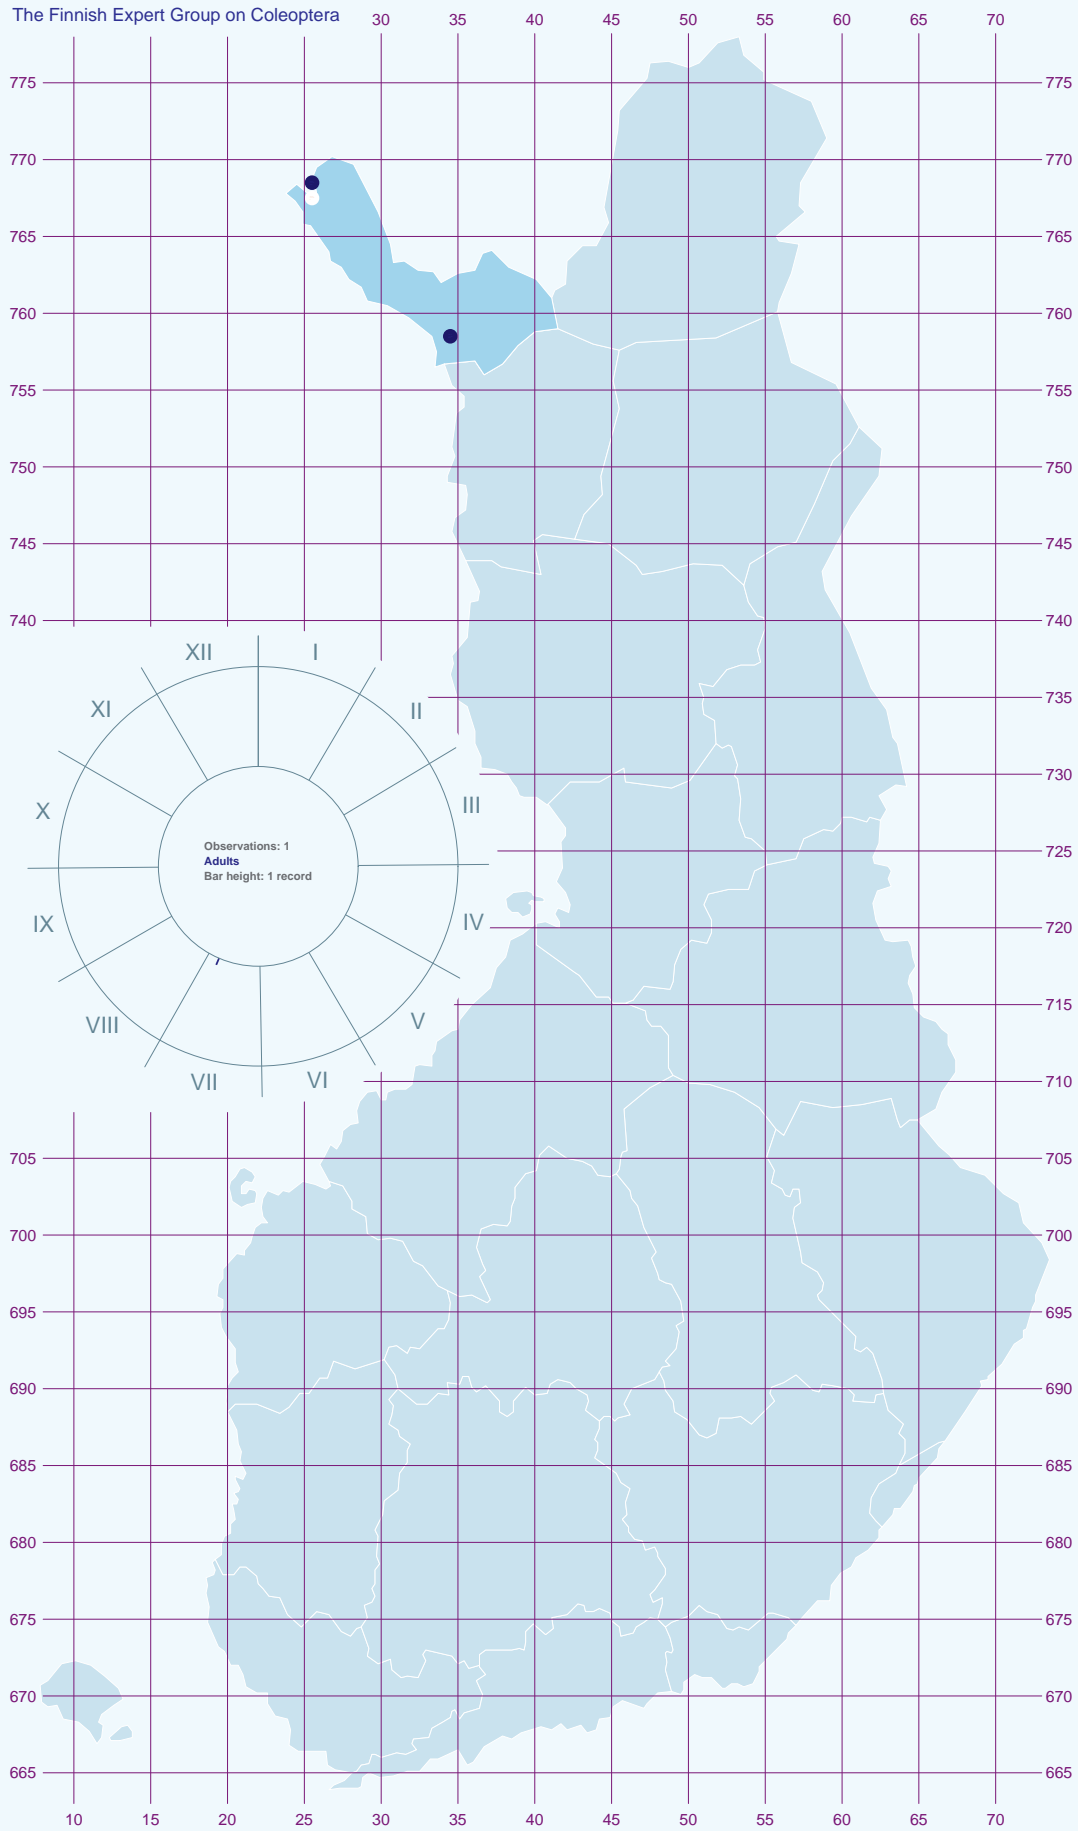 The Finnish Expert Group on Coleoptera
30 35 40 45 50 55 60 65 70
775 775
770 770
765 765
760 760
755 755
750 750
745 745
740 740
XII I
735
XI II
730
X III
Observations: 1
725
Adults
Bar height: 1 record
IX IV 720
715
VIII V
VII VI 710
705 705
700 700
695 695
690 690
685 685
680 680
675 675
670 670
665 665
10 15 20 25 30 35 40 45 50 55 60 65 70